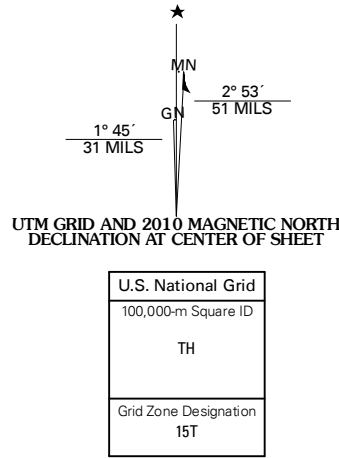 MN
2° 53´
51 MILS
GN
1° 45´
31 MILS
UTM GRID AND 2010 MAGNETIC NORTH
DECLINATION AT CENTER OF SHEET
U.S. National Grid
100,000-m Square ID
TH
Grid Zone Designation
15T